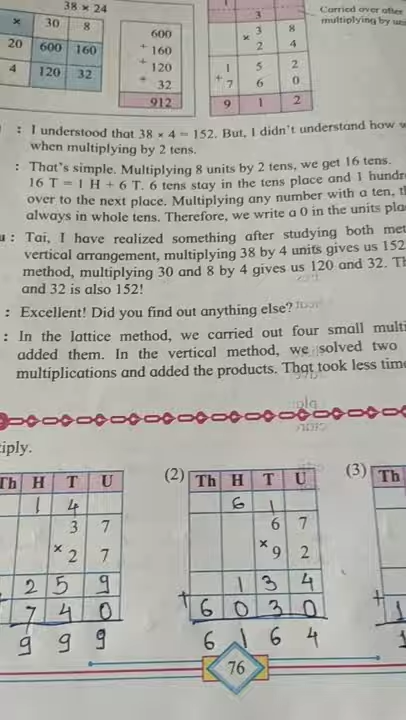 38 × 24
× 30 8
20 600 160
4 120 32
600
+ 160
+ 120
+ 32
912
3
3 8
× 2 4
1 5 2
+ 7 6 0
9 1 2
Carried over after
multiplying by
: I understood that 38 × 4 = 152. But, I didn't understand how
when multiplying by 2 tens.
: That's simple. Multiplying 8 units by 2 tens, we get 16 tens.
16 T = 1 H + 6 T. 6 tens stay in the tens place and 1
over to the next place. Multiplying any number with a ten,
always in whole tens. Therefore, we write a 0 in the units
: Tai, I have realized something after studying both
vertical arrangement, multiplying 38 by 4 units gives us 152
method, multiplying 30 and 8 by 4 gives us 120 and 32.
and 32 is also 152!
: Excellent! Did you find out anything else?
: In the lattice method, we carried out four small
added them. In the vertical method, we solved two
multiplications and added the products. That took less
Th H T U
1 4
3 7
× 2 7
2 5 9
7 4 0
9 9 9
(2) Th H T U
6 1
6 7
× 9 2
1 3 4
+ 6 0 3 0
6 1 6 4
(3) Th
+ 1
1
76